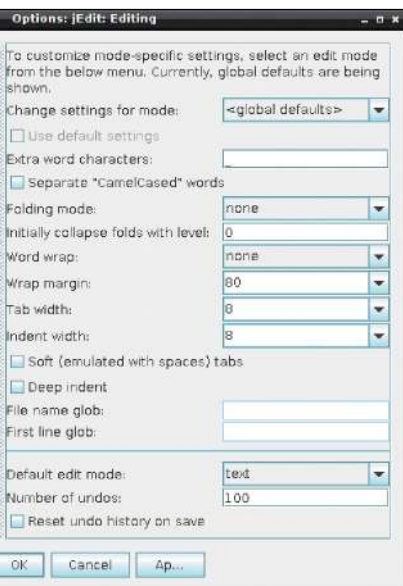 Options: jEdit: Editing
To customize mode-specific settings, select an edit mode
from the below menu. Currently, global defaults are being
shown.
Change settings for mode: <global defaults>
Use default settings
Extra word characters: _
Separate "CamelCased" words
Folding mode: none
Initially collapse folds with level: 0
Word wrap: none
Wrap margin: 80
Tab width: 8
Indent width: 8
Soft (emulated with spaces) tabs
Deep indent
File name glob:
First line glob:
Default edit mode: text
Number of undos: 100
Reset undo history on save
OK Cancel Ap...